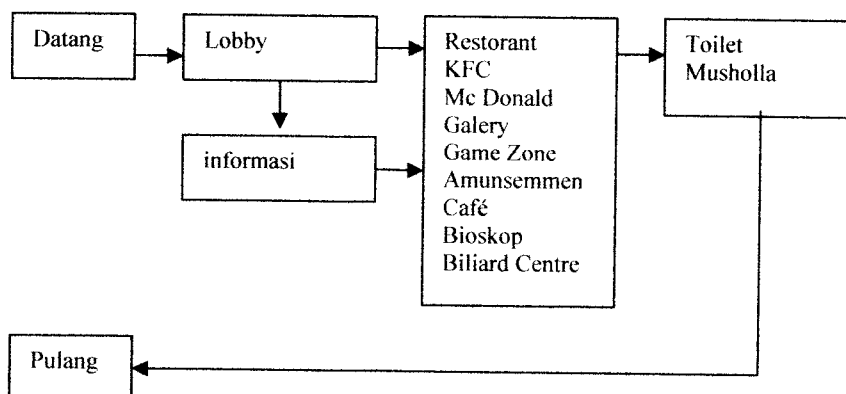 Datang
Lobby
informasi
Restorant
KFC
Mc Donald
Galery
Game Zone
Amunsemmen
Café
Bioskop
Biliard Centre
Toilet
Musholla
Pulang